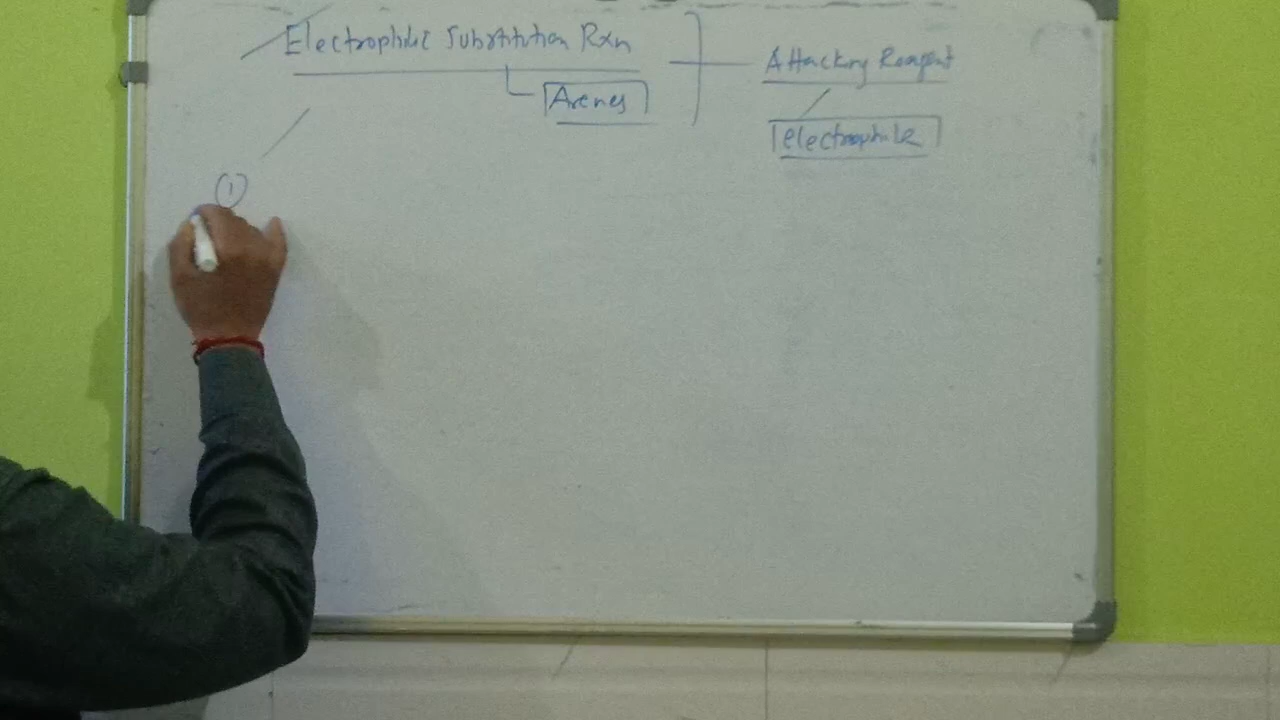 Electrophilic Substitution Rxn
Arenes
Attacking Reagent
electrophile
1